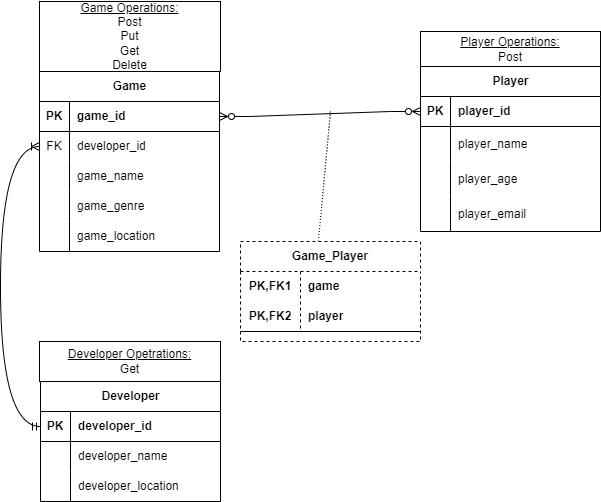 Game Operations:
Post
Put
Get
Delete
Game
PK game_id
FK developer_id
game_name
game_genre
game_location
Player Operations:
Post
Player
PK player_id
player_name
player_age
player_email
Game_Player
PK,FK1 game
PK,FK2 player
Developer Opetrations:
Get
Developer
PK developer_id
developer_name
developer_location